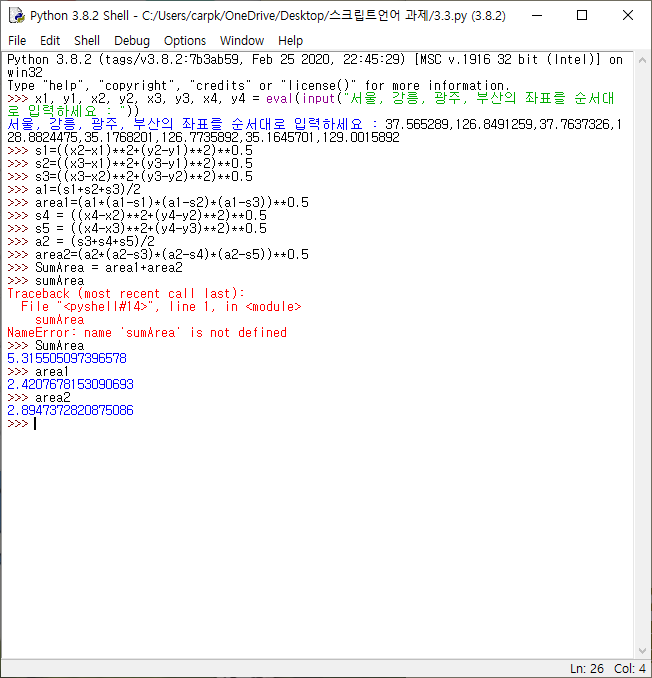 Python 3.8.2 Shell - C:/Users/carpk/OneDrive/Desktop/스크립트언어 과제/3.3.py (3.8.2)
File Edit Shell Debug Options Window Help
Python 3.8.2 (tags/v3.8.2:7b3ab59, Feb 25 2020, 22:45:29) [MSC v.1916 32 bit (Intel)] on
win32
Type "help", "copyright", "credits" or "license()" for more information.
>>> x1, y1, x2, y2, x3, y3, x4, y4 = eval(input("서울, 강릉, 광주, 부산의 좌표를 순서대
로 입력하세요 : "))
서울, 강릉, 광주, 부산의 좌표를 순서대로 입력하세요 : 37.565289,126.8491259,37.7637326,1
28.8824475,35.1768201,126.7735892,35.1645701,129.0015892
>>> s1=((x2-x1)**2+(y2-y1)**2)**0.5
>>> s2=((x3-x1)**2+(y3-y1)**2)**0.5
>>> s3=((x3-x2)**2+(y3-y2)**2)**0.5
>>> a1=(s1+s2+s3)/2
>>> area1=(a1*(a1-s1)*(a1-s2)*(a1-s3))**0.5
>>> s4 = ((x4-x2)**2+(y4-y2)**2)**0.5
>>> s5 = ((x4-x3)**2+(y4-y3)**2)**0.5
>>> a2 = (s3+s4+s5)/2
>>> area2=(a2*(a2-s3)*(a2-s4)*(a2-s5))**0.5
>>> SumArea = area1+area2
>>> sumArea
Traceback (most recent call last):
File "<pyshell#14>", line 1, in <module>
sumArea
NameError: name 'sumArea' is not defined
>>> SumArea
5.315505097396578
>>> area1
2.4207678153090693
>>> area2
2.8947372820875086
>>>
Ln: 26 Col: 4